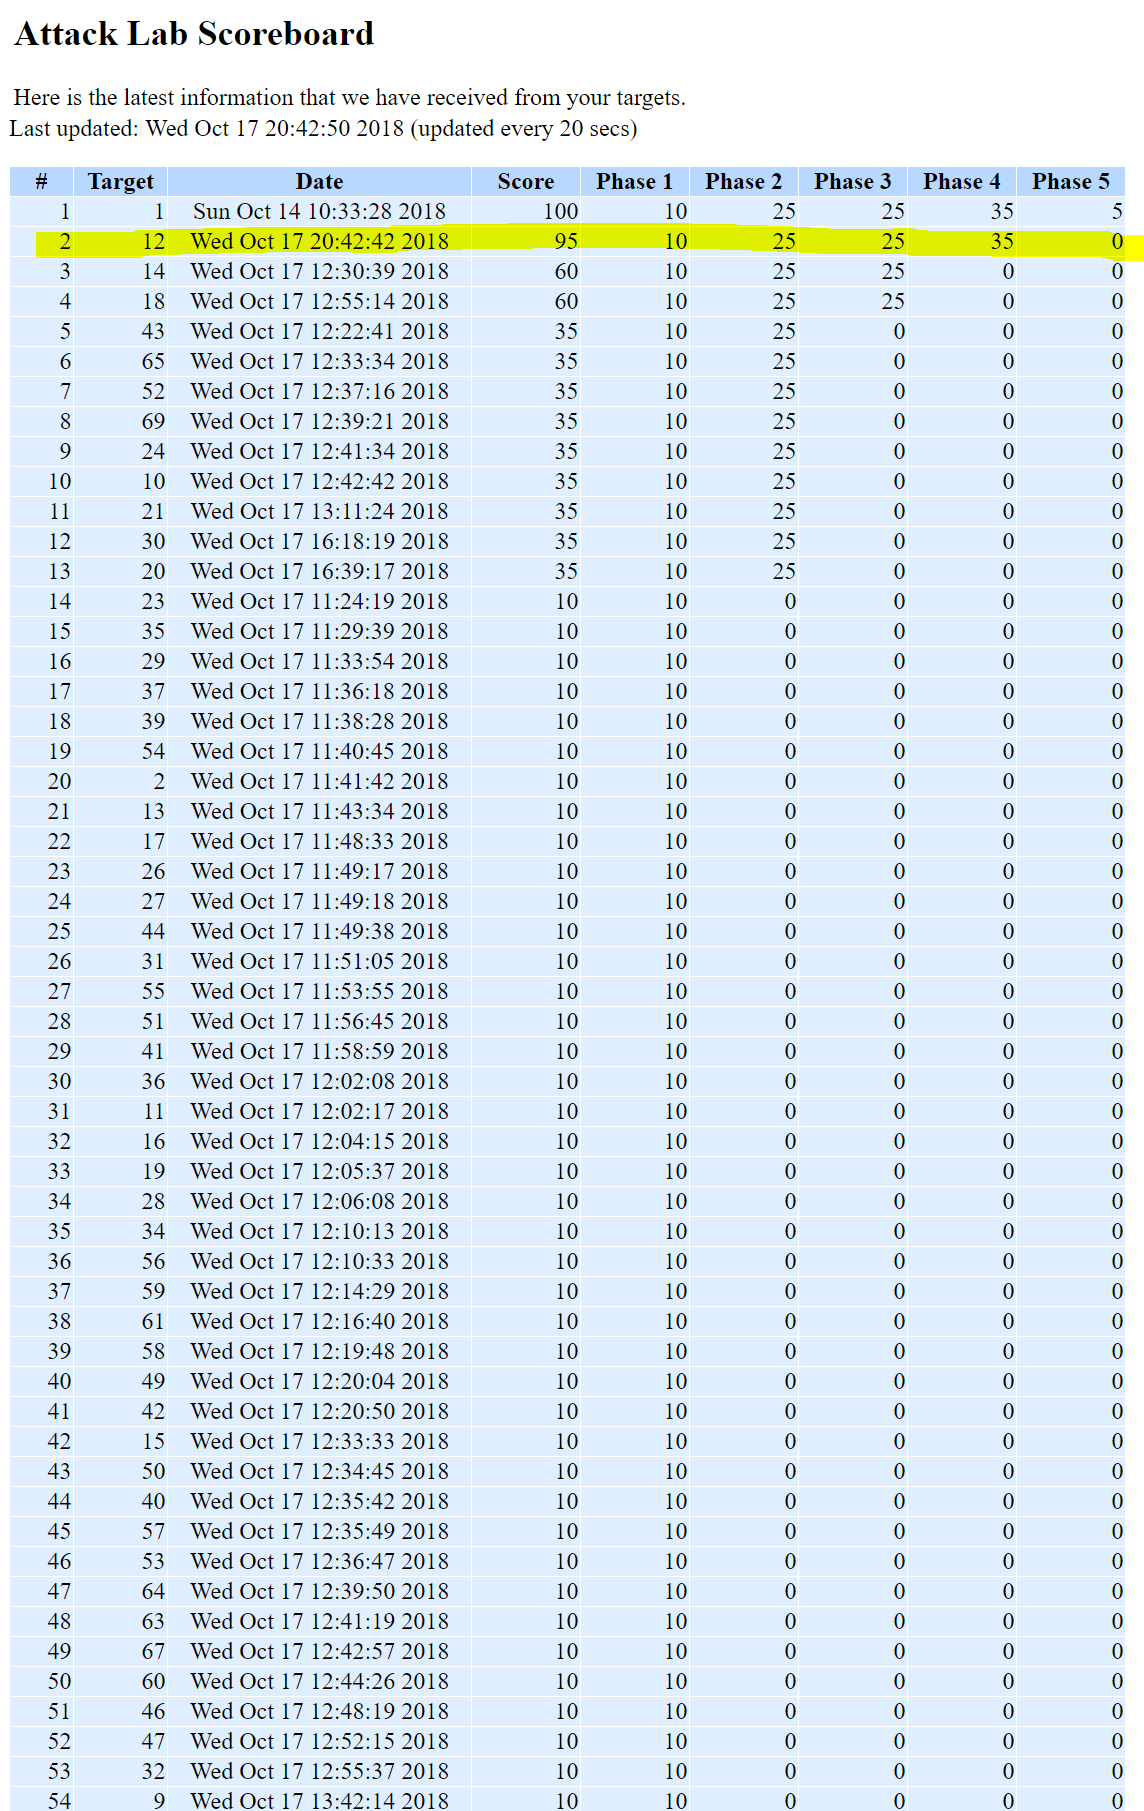 Attack Lab Scoreboard
Here is the latest information that we have received from your targets.
Last updated: Wed Oct 17 20:42:50 2018 (updated every 20 secs)
# Target Date Score Phase 1 Phase 2 Phase 3 Phase 4 Phase 5
1 1 Sun Oct 14 10:33:28 2018 100 10 25 25 35 5
2 12 Wed Oct 17 20:42:42 2018 95 10 25 25 35 0
3 14 Wed Oct 17 12:30:39 2018 60 10 25 25 0 0
4 18 Wed Oct 17 12:55:14 2018 60 10 25 25 0 0
5 43 Wed Oct 17 12:22:41 2018 35 10 25 0 0 0
6 65 Wed Oct 17 12:33:34 2018 35 10 25 0 0 0
7 52 Wed Oct 17 12:37:16 2018 35 10 25 0 0 0
8 69 Wed Oct 17 12:39:21 2018 35 10 25 0 0 0
9 24 Wed Oct 17 12:41:34 2018 35 10 25 0 0 0
10 10 Wed Oct 17 12:42:42 2018 35 10 25 0 0 0
11 21 Wed Oct 17 13:11:24 2018 35 10 25 0 0 0
12 30 Wed Oct 17 16:18:19 2018 35 10 25 0 0 0
13 20 Wed Oct 17 16:39:17 2018 35 10 25 0 0 0
14 23 Wed Oct 17 11:24:19 2018 10 10 0 0 0 0
15 35 Wed Oct 17 11:29:39 2018 10 10 0 0 0 0
16 29 Wed Oct 17 11:33:54 2018 10 10 0 0 0 0
17 37 Wed Oct 17 11:36:18 2018 10 10 0 0 0 0
18 39 Wed Oct 17 11:38:28 2018 10 10 0 0 0 0
19 54 Wed Oct 17 11:40:45 2018 10 10 0 0 0 0
20 2 Wed Oct 17 11:41:42 2018 10 10 0 0 0 0
21 13 Wed Oct 17 11:43:34 2018 10 10 0 0 0 0
22 17 Wed Oct 17 11:48:33 2018 10 10 0 0 0 0
23 26 Wed Oct 17 11:49:17 2018 10 10 0 0 0 0
24 27 Wed Oct 17 11:49:18 2018 10 10 0 0 0 0
25 44 Wed Oct 17 11:49:38 2018 10 10 0 0 0 0
26 31 Wed Oct 17 11:51:05 2018 10 10 0 0 0 0
27 55 Wed Oct 17 11:53:55 2018 10 10 0 0 0 0
28 51 Wed Oct 17 11:56:45 2018 10 10 0 0 0 0
29 41 Wed Oct 17 11:58:59 2018 10 10 0 0 0 0
30 36 Wed Oct 17 12:02:08 2018 10 10 0 0 0 0
31 11 Wed Oct 17 12:02:17 2018 10 10 0 0 0 0
32 16 Wed Oct 17 12:04:15 2018 10 10 0 0 0 0
33 19 Wed Oct 17 12:05:37 2018 10 10 0 0 0 0
34 28 Wed Oct 17 12:06:08 2018 10 10 0 0 0 0
35 34 Wed Oct 17 12:10:13 2018 10 10 0 0 0 0
36 56 Wed Oct 17 12:10:33 2018 10 10 0 0 0 0
37 59 Wed Oct 17 12:14:29 2018 10 10 0 0 0 0
38 61 Wed Oct 17 12:16:40 2018 10 10 0 0 0 0
39 58 Wed Oct 17 12:19:48 2018 10 10 0 0 0 0
40 49 Wed Oct 17 12:20:04 2018 10 10 0 0 0 0
41 42 Wed Oct 17 12:20:50 2018 10 10 0 0 0 0
42 15 Wed Oct 17 12:33:33 2018 10 10 0 0 0 0
43 50 Wed Oct 17 12:34:45 2018 10 10 0 0 0 0
44 40 Wed Oct 17 12:35:42 2018 10 10 0 0 0 0
45 57 Wed Oct 17 12:35:49 2018 10 10 0 0 0 0
46 53 Wed Oct 17 12:36:47 2018 10 10 0 0 0 0
47 64 Wed Oct 17 12:39:50 2018 10 10 0 0 0 0
48 63 Wed Oct 17 12:41:19 2018 10 10 0 0 0 0
49 67 Wed Oct 17 12:42:57 2018 10 10 0 0 0 0
50 60 Wed Oct 17 12:44:26 2018 10 10 0 0 0 0
51 46 Wed Oct 17 12:48:19 2018 10 10 0 0 0 0
52 47 Wed Oct 17 12:52:15 2018 10 10 0 0 0 0
53 32 Wed Oct 17 12:55:37 2018 10 10 0 0 0 0
54 9 Wed Oct 17 13:42:14 2018 10 10 0 0 0 0